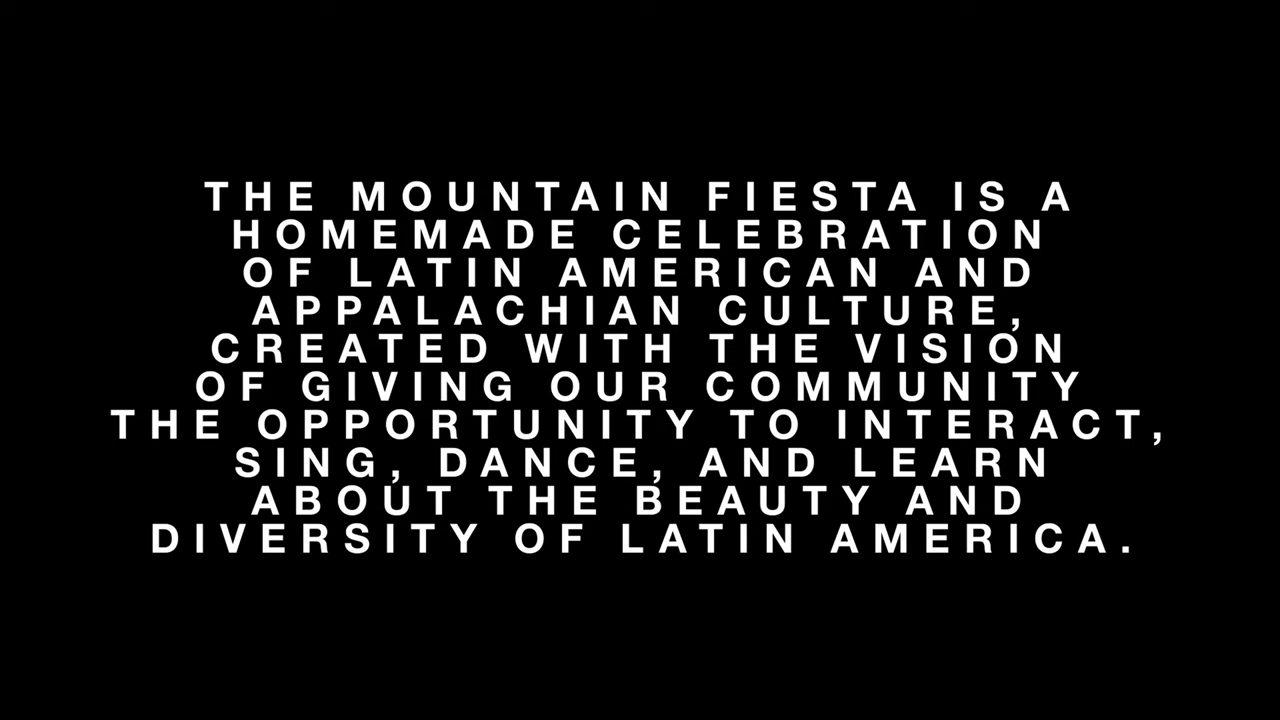 THE MOUNTAIN FIESTA IS A
HOMEMADE CELEBRATION
OF LATIN AMERICAN AND
APPALACHIAN CULTURE,
CREATED WITH THE VISION
OF GIVING OUR COMMUNITY
THE OPPORTUNITY TO INTERACT,
SING, DANCE, AND LEARN
ABOUT THE BEAUTY AND
DIVERSITY OF LATIN AMERICA.